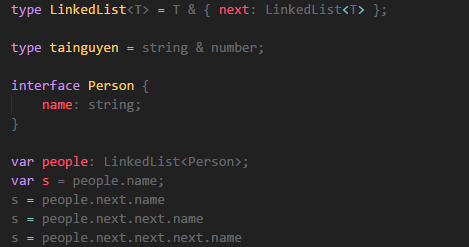 type LinkedList<T> = T & { next: LinkedList<T> };
type tainguyen = string & number;
interface Person {
    name: string;
}
var people: LinkedList<Person>;
var s = people.name;
s = people.next.name
s = people.next.next.name
s = people.next.next.next.name